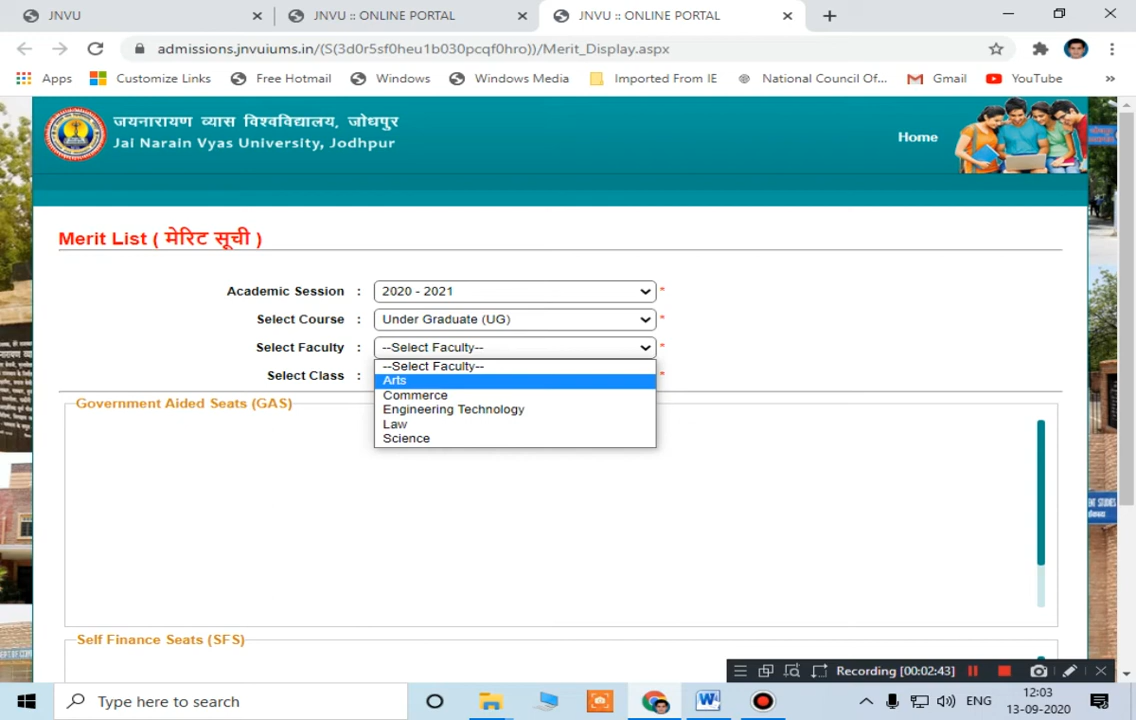 JNVU
JNVU :: ONLINE PORTAL
JNVU :: ONLINE PORTAL
admissions.jnvuiums.in/(S(3d0r5sf0heu1b030pcqf0hro))/Merit_Display.aspx
Apps
Customize Links
Free Hotmail
Windows
Windows Media
Imported From IE
National Council Of...
Gmail
YouTube
जयनारायण व्यास विश्वविद्यालय, जोधपुर
Jai Narain Vyas University, Jodhpur
Home
Merit List ( मेरिट सूची )
Academic Session : 2020 - 2021 *
Select Course : Under Graduate (UG) *
Select Faculty : --Select Faculty-- *
--Select Faculty--
Select Class : *
Arts
Commerce
Engineering Technology
Law
Science
Government Aided Seats (GAS)
Self Finance Seats (SFS)
Recording [00:02:43]
Type here to search
ENG
12:03
13-09-2020